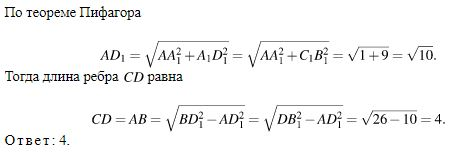 По теореме Пифагора
AD₁ = √(AA₁² + A₁D₁²) = √(AA₁² + C₁B₁²) = √(1+9) = √10.
Тогда длина ребра CD равна
CD = AB = √(BD₁² − AD₁²) = √(DB₁² − AD₁²) = √(26 − 10) = 4.
Ответ: 4.